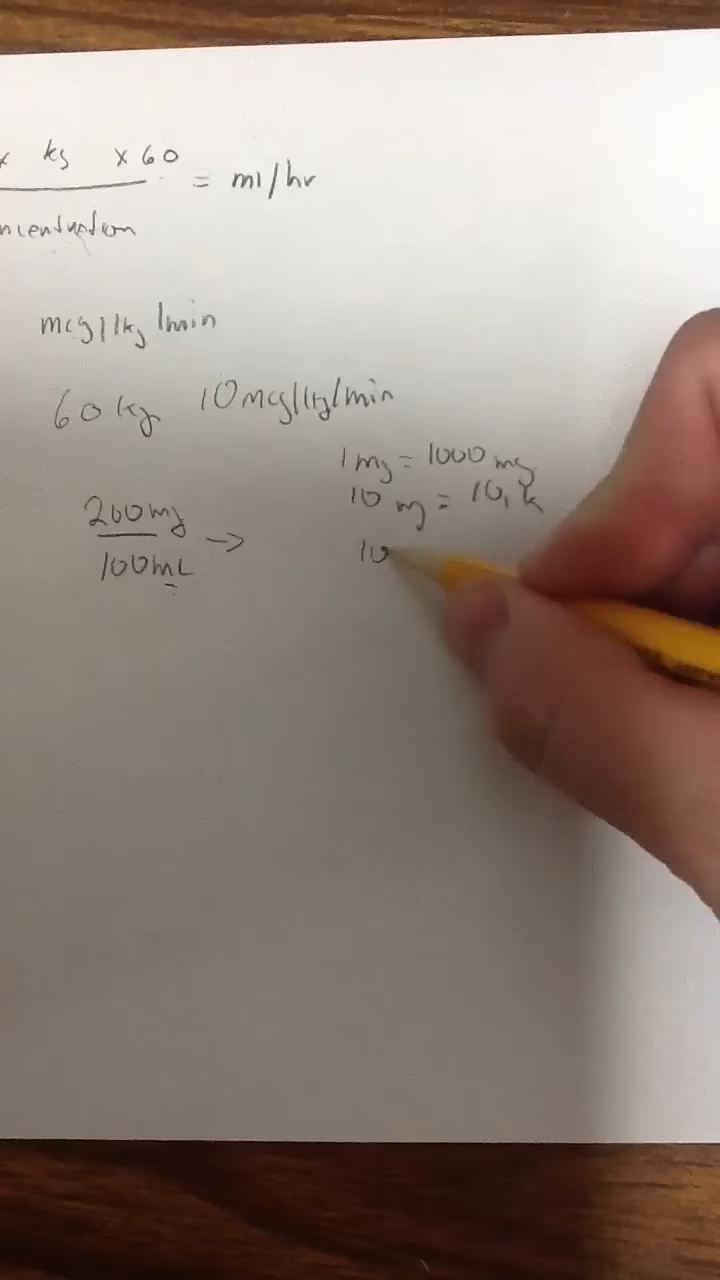 x kg x 60
= ml/hr
ncentration
mcg/kg/min
60 kg 10mcg/kg/min
1 mg = 1000 mcg
10 mg = 10, k
200mg
100mL →
10